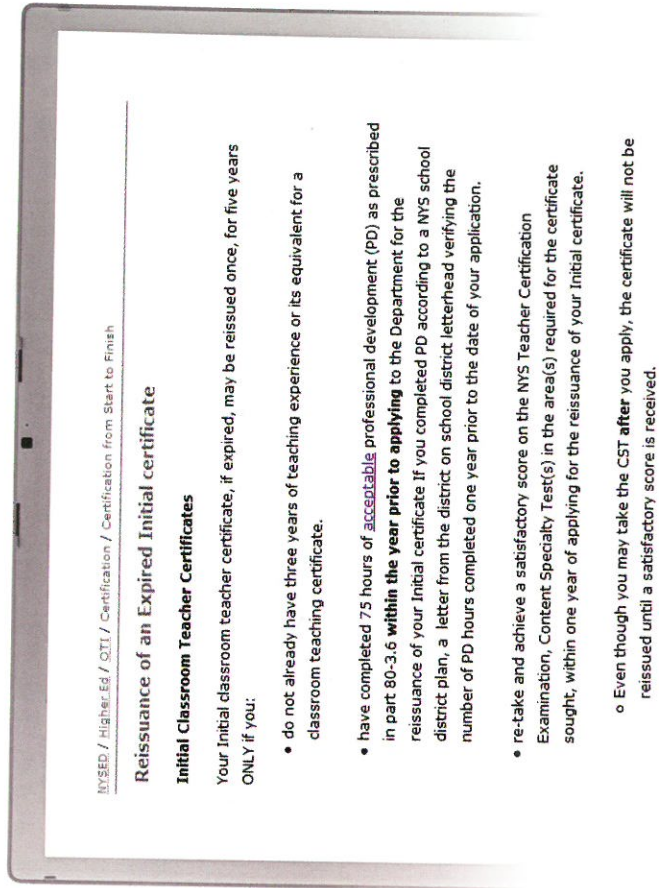 NYSED / Higher Ed / OTI / Certification / Certification from Start to Finish
Reissuance of an Expired Initial certificate
Initial Classroom Teacher Certificates
Your Initial classroom teacher certificate, if expired, may be reissued once, for five years
ONLY if you:
• do not already have three years of teaching experience or its equivalent for a
classroom teaching certificate.
• have completed 75 hours of acceptable professional development (PD) as prescribed
in part 80-3.6 within the year prior to applying to the Department for the
reissuance of your Initial certificate If you completed PD according to a NYS school
district plan, a letter from the district on school district letterhead verifying the
number of PD hours completed one year prior to the date of your application.
• re-take and achieve a satisfactory score on the NYS Teacher Certification
Examination, Content Specialty Test(s) in the area(s) required for the certificate
sought, within one year of applying for the reissuance of your Initial certificate.
o Even though you may take the CST after you apply, the certificate will not be
reissued until a satisfactory score is received.